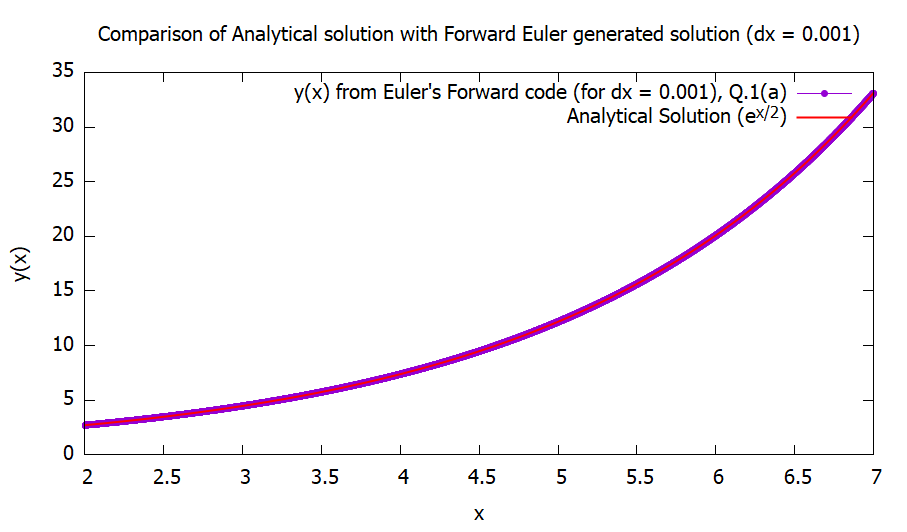 Comparison of Analytical solution with Forward Euler generated solution (dx = 0.001)
y(x) from Euler's Forward code (for dx = 0.001), Q.1(a)
Analytical Solution (e^x/2)
35
30
25
20
15
10
5
0
y(x)
2 2.5 3 3.5 4 4.5 5 5.5 6 6.5 7
x